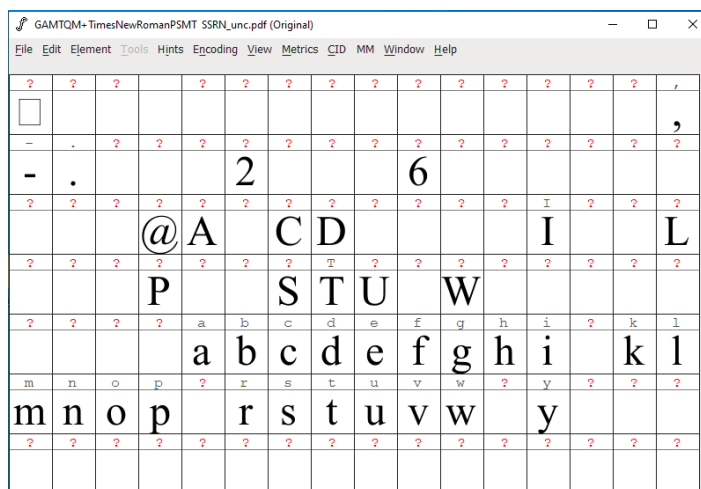 GAMTQM+TimesNewRomanPSMT SSRN_unc.pdf (Original)
File Edit Element Tools Hints Encoding View Metrics CID MM Window Help
? ? ? ? ? ? ? ? ? ? ? ? ? ? ,
,
- . ? ? ? ? ? ? ? ? ? ? ? ? ? ?
- . 2 6
? ? ? ? ? ? ? ? ? ? ? ? I ? ? ?
@ A C D I L
? ? ? ? ? ? ? T ? ? ? ? ? ? ? ?
P S T U W
? ? ? ? a b c d e f g h i ? k l
a b c d e f g h i k l
m n o p ? r s t u v w ? y ? ? ?
m n o p r s t u v w y
? ? ? ? ? ? ? ? ? ? ? ? ? ? ? ?